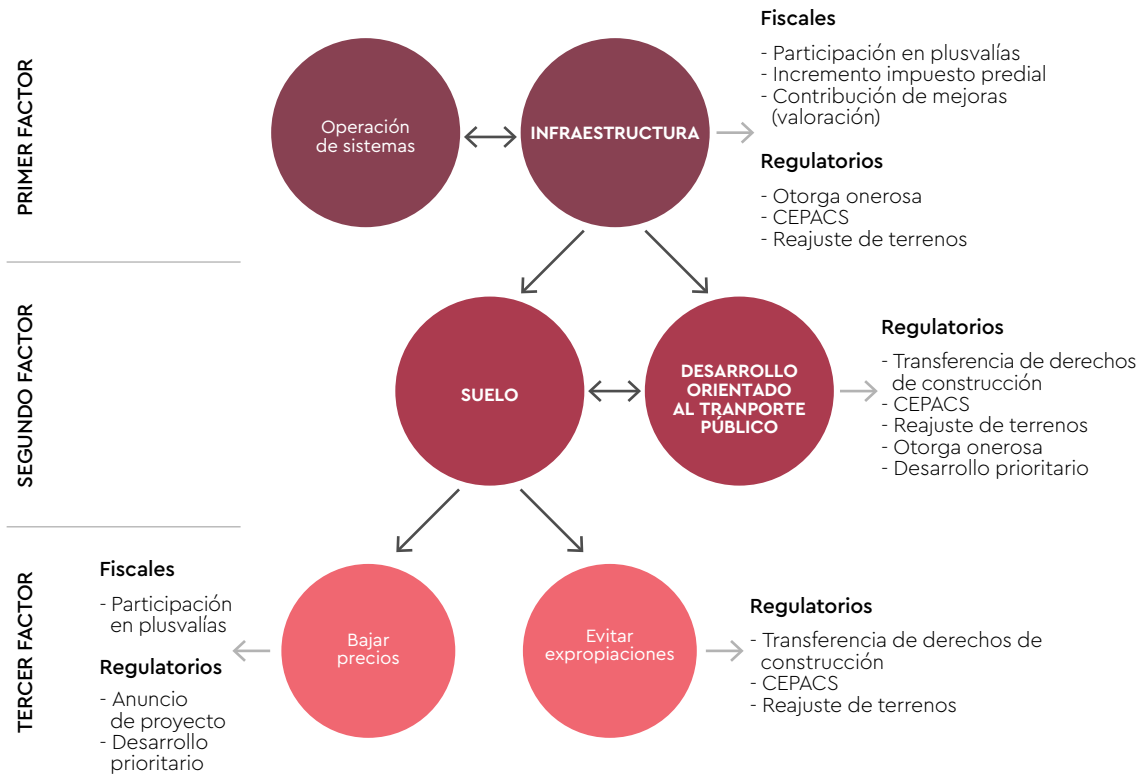 PRIMER FACTOR
Operación
de sistemas
INFRAESTRUCTURA
Fiscales
- Participación en plusvalías
- Incremento impuesto predial
- Contribución de mejoras
(valoración)
Regulatorios
- Otorga onerosa
- CEPACS
- Reajuste de terrenos
SEGUNDO FACTOR
SUELO
DESARROLLO
ORIENTADO
AL TRANPORTE
PÚBLICO
Regulatorios
- Transferencia de derechos
de construcción
- CEPACS
- Reajuste de terrenos
- Otorga onerosa
- Desarrollo prioritario
TERCER FACTOR
Fiscales
- Participación
en plusvalías
Regulatorios
- Anuncio
de proyecto
- Desarrollo
prioritario
Bajar
precios
Evitar
expropiaciones
Regulatorios
- Transferencia de derechos de
construcción
- CEPACS
- Reajuste de terrenos